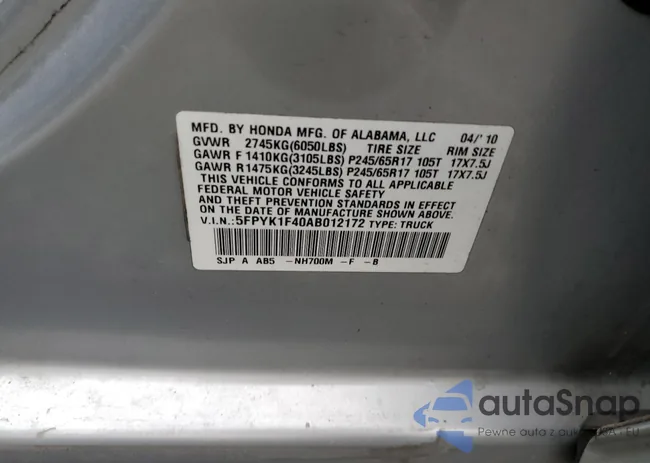 MFD. BY HONDA MFG. OF ALABAMA, LLC 04/'10
GVWR 2745KG(6050LBS) TIRE SIZE RIM SIZE
GAWR F 1410KG(3105LBS) P245/65R17 105T 17X7.5J
GAWR R1475KG(3245LBS) P245/65R17 105T 17X7.5J
THIS VEHICLE CONFORMS TO ALL APPLICABLE
FEDERAL MOTOR VEHICLE SAFETY
AND THEFT PREVENTION STANDARDS IN EFFECT
ON THE DATE OF MANUFACTURE SHOWN ABOVE.
V.I.N.:5FPYK1F40AB012172 TYPE: TRUCK
SJP A AB5 -NH700M -F -B
autoSnap
Pewne auta z